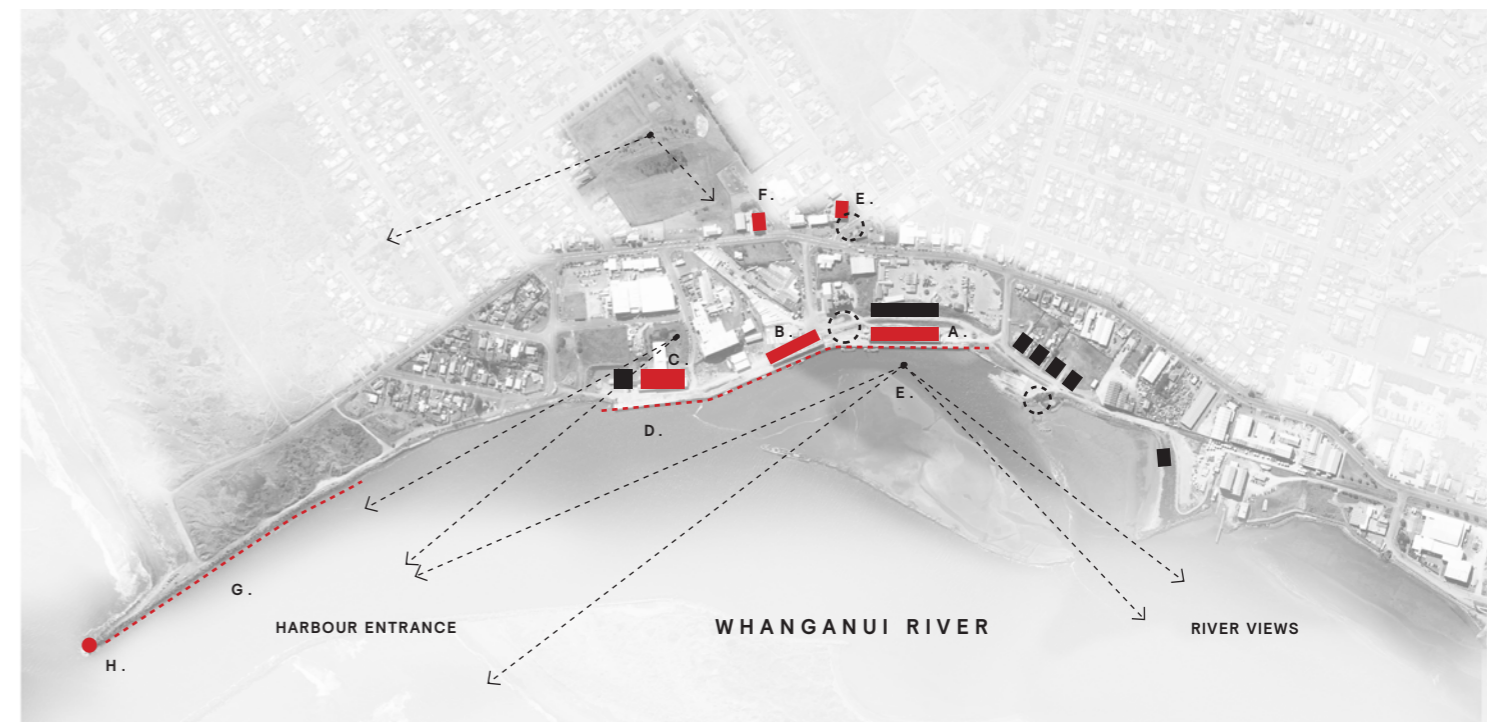 F.
E.
B.
A.
C.
E.
D.
G.
HARBOUR ENTRANCE
WHANGANUI RIVER
RIVER VIEWS
H.